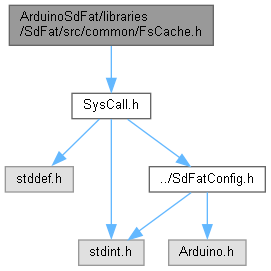 ArduinoSdFat/libraries
/SdFat/src/common/FsCache.h
SysCall.h
stddef.h
../SdFatConfig.h
stdint.h
Arduino.h